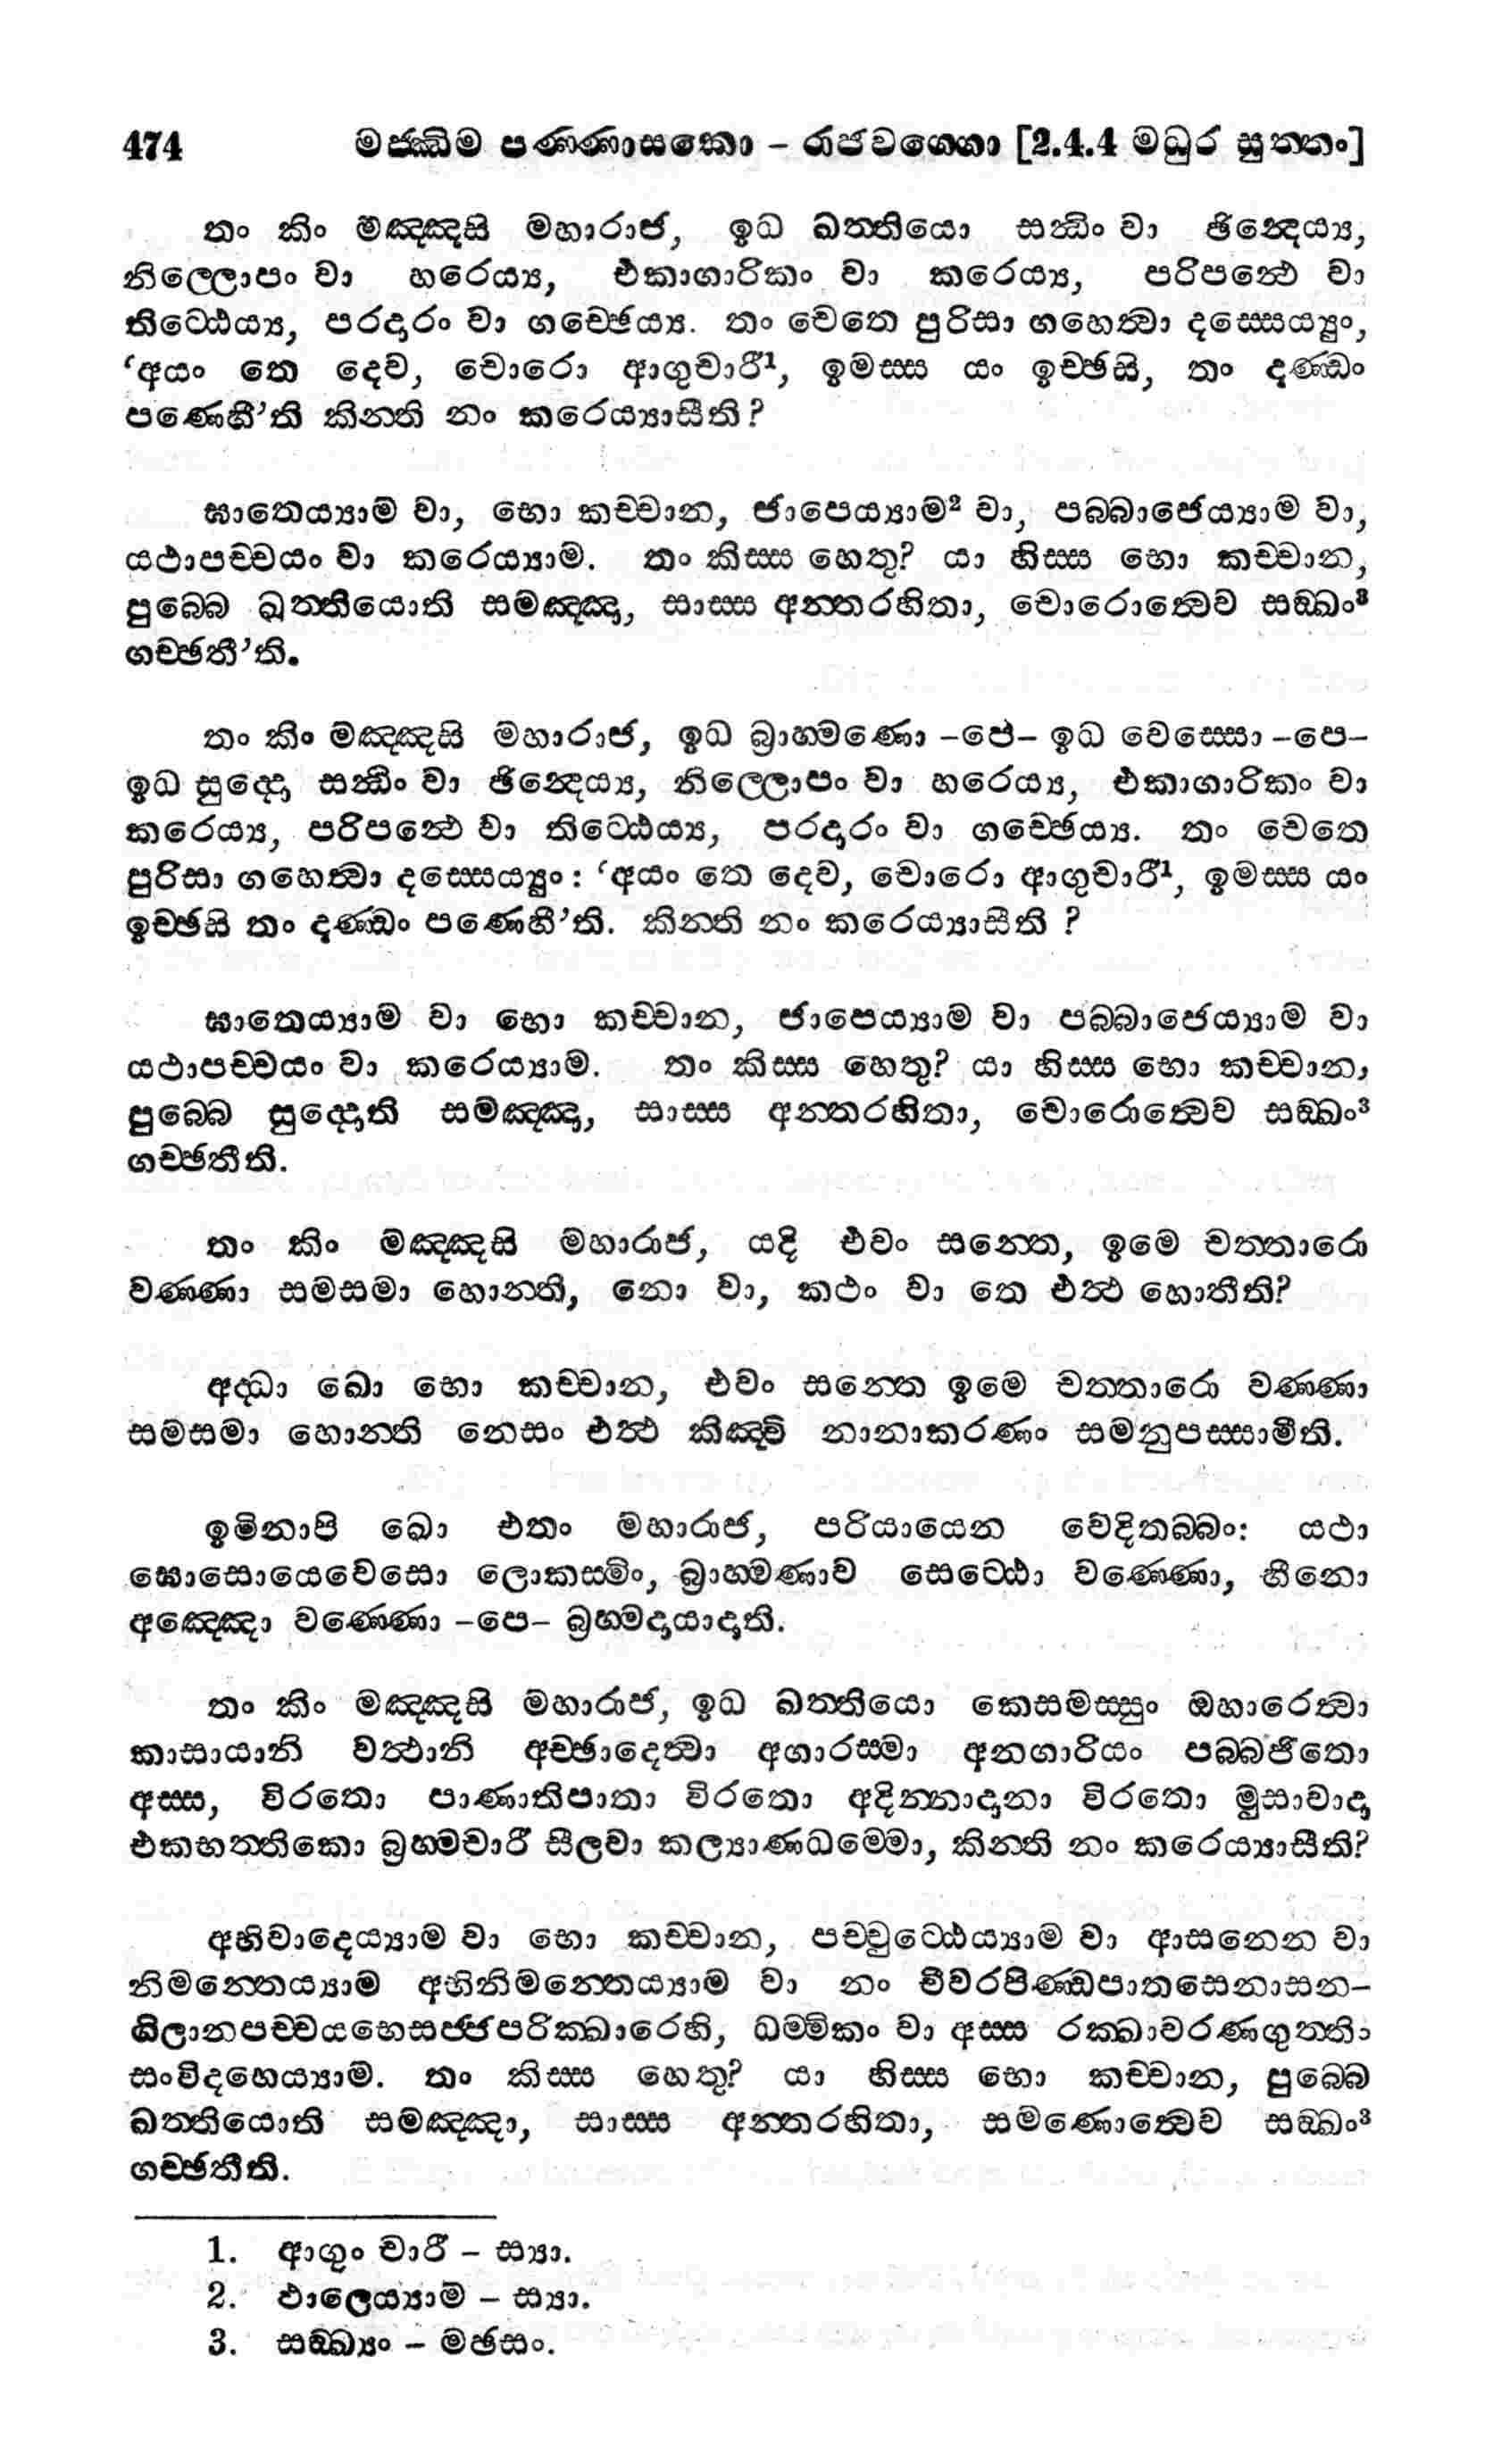 474 මජ්ඣිම පණ්ණාසකො – රාජවග්ගො [2.4.4 මධුර සුත්තං]
තං කිං මඤ්ඤසි මහාරාජ, ඉධ ඛත්තියො සන්ධිං වා ඡින්දෙය්‍ය,
නිල්ලොපං වා හරෙය්‍ය, එකාගාරිකං වා කරෙය්‍ය, පරිපන්ථෙ වා
තිට්ඨෙය්‍ය, පරදාරං වා ගච්ඡෙය්‍ය. තං චෙතෙ පුරිසා ගහෙත්‍වා දස්සෙය්‍යුං,
‘අයං තෙ දෙව, චොරො ආගුචාරී¹, ඉමස්ස යං ඉච්ඡසි, තං දණ්ඩං
පණෙහී’ති කින්ති නං කරෙය්‍යාසීති?
ඝාතෙය්‍යාම වා, භො කච්චාන, ජාපෙය්‍යාම² වා, පබ්බාජෙය්‍යාම වා,
යථාපච්චයං වා කරෙය්‍යාම. තං කිස්ස හෙතු? යා හිස්ස භො කච්චාන,
පුබ්බෙ ඛත්තියොති සමඤ්ඤා, සාස්ස අන්තරහිතා, චොරොත්‍වෙව සඞ්ඛං³
ගච්ඡතී’ති.
තං කිං මඤ්ඤසි මහාරාජ, ඉධ බ්‍රාහ්මණො –පෙ– ඉධ වෙස්සො –පෙ–
ඉධ සුද්දො සන්ධිං වා ඡින්දෙය්‍ය, නිල්ලොපං වා හරෙය්‍ය, එකාගාරිකං වා
කරෙය්‍ය, පරිපන්ථෙ වා තිට්ඨෙය්‍ය, පරදාරං වා ගච්ඡෙය්‍ය. තං චෙතෙ
පුරිසා ගහෙත්‍වා දස්සෙය්‍යුං: ‘අයං තෙ දෙව, චොරො ආගුචාරී¹, ඉමස්ස යං
ඉච්ඡසි තං දණ්ඩං පණෙහී’ති. කින්ති නං කරෙය්‍යාසීති ?
ඝාතෙය්‍යාම වා භො කච්චාන, ජාපෙය්‍යාම වා පබ්බාජෙය්‍යාම වා
යථාපච්චයං වා කරෙය්‍යාම. තං කිස්ස හෙතු? යා හිස්ස භො කච්චාන,
පුබ්බෙ සුද්දොති සමඤ්ඤා, සාස්ස අන්තරහිතා, චොරොත්‍වෙව සඞ්ඛං³
ගච්ඡතීති.
තං කිං මඤ්ඤසි මහාරාජ, යදි එවං සන්තෙ, ඉමෙ චත්තාරො
වණ්ණා සමසමා හොන්ති, නො වා, කථං වා තෙ එත්‍ථ හොතීති?
අද්ධා ඛො භො කච්චාන, එවං සන්තෙ ඉමෙ චත්තාරො වණ්ණා
සමසමා හොන්ති නෙසං එත්‍ථ කිඤ්චි නානාකරණං සමනුපස්සාමීති.
ඉමිනාපි ඛො එතං මහාරාජ, පරියායෙන වෙදිතබ්බං: යථා
ඝොසොයෙවෙසො ලොකස්මිං, බ්‍රාහ්මණාව සෙට්ඨො වණ්ණො, හීනො
අඤ්ඤො වණ්ණො –පෙ– බ්‍රහ්මදායාදාති.
තං කිං මඤ්ඤසි මහාරාජ, ඉධ ඛත්තියො කෙසමස්සුං ඔහාරෙත්‍වා
කාසායානි වත්‍ථානි අච්ඡාදෙත්‍වා අගාරස්මා අනගාරියං පබ්බජිතො
අස්ස, විරතො පාණාතිපාතා විරතො අදින්නාදානා විරතො මුසාවාදා
එකභත්තිකො බ්‍රහ්මචාරී සීලවා කල්‍යාණධම්මො, කින්ති නං කරෙය්‍යාසීති?
අභිවාදෙය්‍යාම වා භො කච්චාන, පච්චුට්ඨෙය්‍යාම වා ආසනෙන වා
නිමන්තෙය්‍යාම අභිනිමන්තෙය්‍යාම වා නං චීවරපිණ්ඩපාතසෙනාසන–
ගිලානපච්චයභෙසජ්ජපරික්ඛාරෙහි, ධම්මිකං වා අස්ස රක්ඛාවරණගුත්තිං
සංවිදහෙය්‍යාම. තං කිස්ස හෙතු? යා හිස්ස භො කච්චාන, පුබ්බෙ
ඛත්තියොති සමඤ්ඤා, සාස්ස අන්තරහිතා, සමණොත්‍වෙව සඞ්ඛං³
ගච්ඡතීති.
1. ආගුං චාරී – ස්‍යා.
2. ඵාලෙය්‍යාම – ස්‍යා.
3. සඞ්ඛ්‍යං – මඡසං.